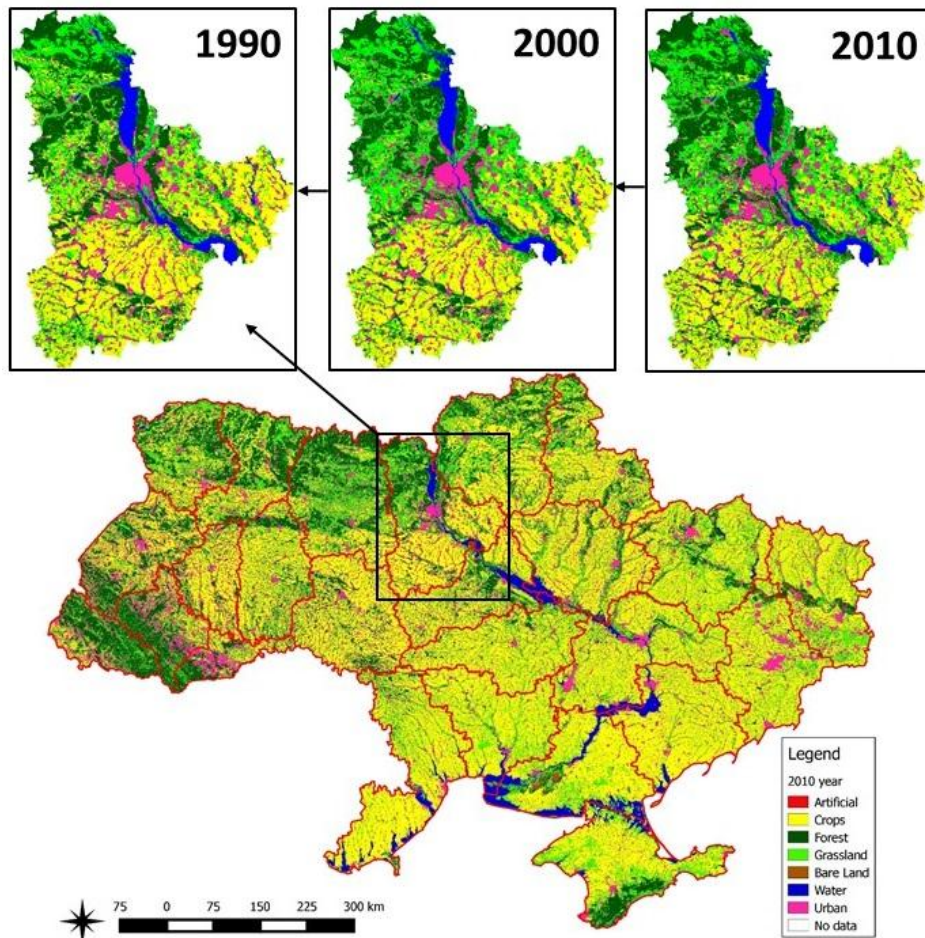 1990
2000
2010
Legend
2010 year
Artificial
Crops
Forest
Grassland
Bare Land
Water
Urban
No data
75 0 75 150 225 300 km